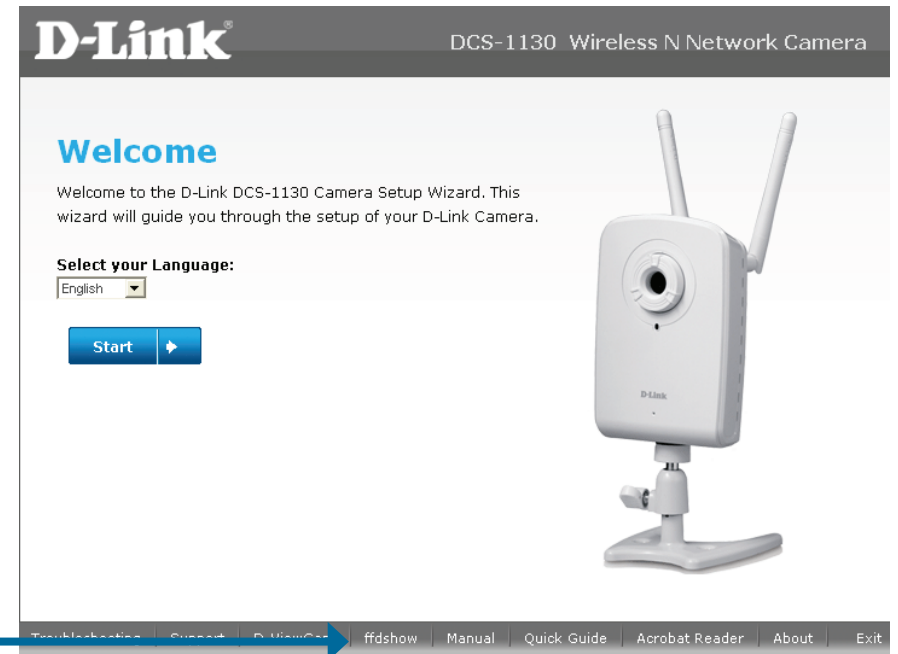 D-Link®
DCS-1130 Wireless N Network Camera
Welcome
Welcome to the D-Link DCS-1130 Camera Setup Wizard. This
wizard will guide you through the setup of your D-Link Camera.
Select your Language:
English
Start
D-Link
ffdshow Manual Quick Guide Acrobat Reader About Exit